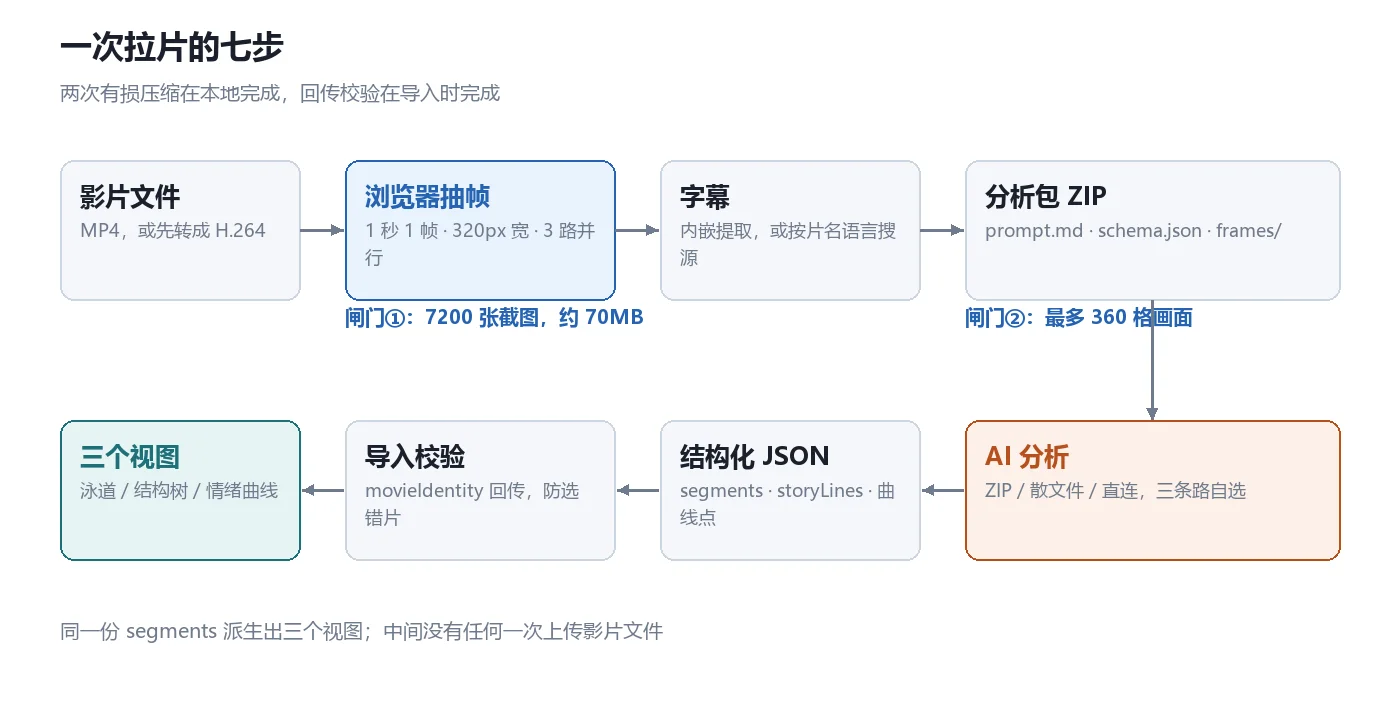 一次拉片的七步
两次有损压缩在本地完成，回传校验在导入时完成
影片文件
MP4，或先转成 H.264
浏览器抽帧
1 秒 1 帧 · 320px 宽 · 3 路并
行
字幕
内嵌提取，或按片名语言搜
源
分析包 ZIP
prompt.md · schema.json · frames/
闸门①：7200 张截图，约 70MB
闸门②：最多 360 格画面
三个视图
泳道 / 结构树 / 情绪曲线
导入校验
movieIdentity 回传，防选
错片
结构化 JSON
segments · storyLines · 曲
线点
AI 分析
ZIP / 散文件 / 直连，三条路自选
同一份 segments 派生出三个视图；中间没有任何一次上传影片文件